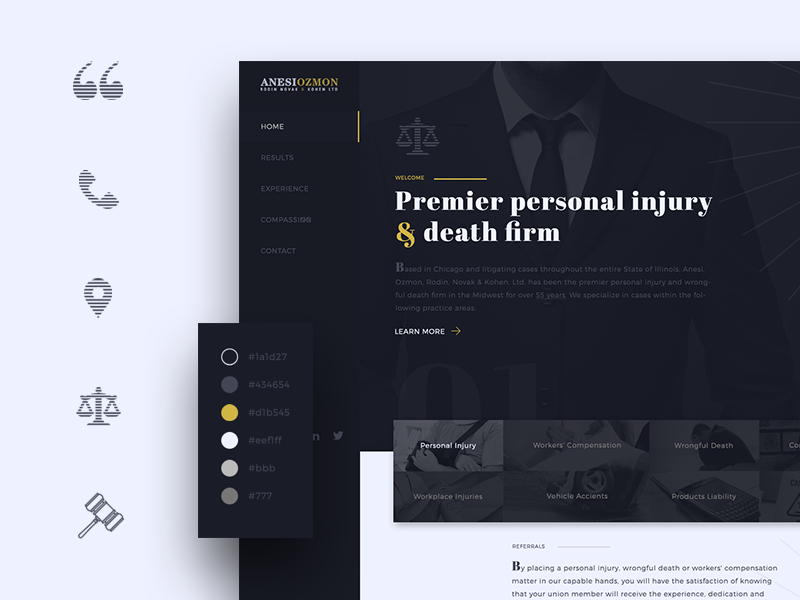 ANESIOZMON
RODIN NOVAK & KOHEN LTD
HOME
RESULTS
EXPERIENCE
COMPASSION
CONTACT
WELCOME
Premier personal injury
& death firm
Based in Chicago and litigating cases throughout the entire State of Illinois, Anesi,
Ozmon, Rodin, Novak & Kohen, Ltd. has been the premier personal injury and wrong-
ful death firm in the Midwest for over 55 years. We specialize in cases within the fol-
lowing practice areas:
LEARN MORE
01
#1a1d27
#434654
#d1b545
#eef1ff
#bbb
#777
Personal Injury
Workers' Compensation
Wrongful Death
Workplace Injuries
Vehicle Accients
Products Liability
REFERRALS
By placing a personal injury, wrongful death or workers' compensation
matter in our capable hands, you will have the satisfaction of knowing
that your union member will receive the experience, dedication and